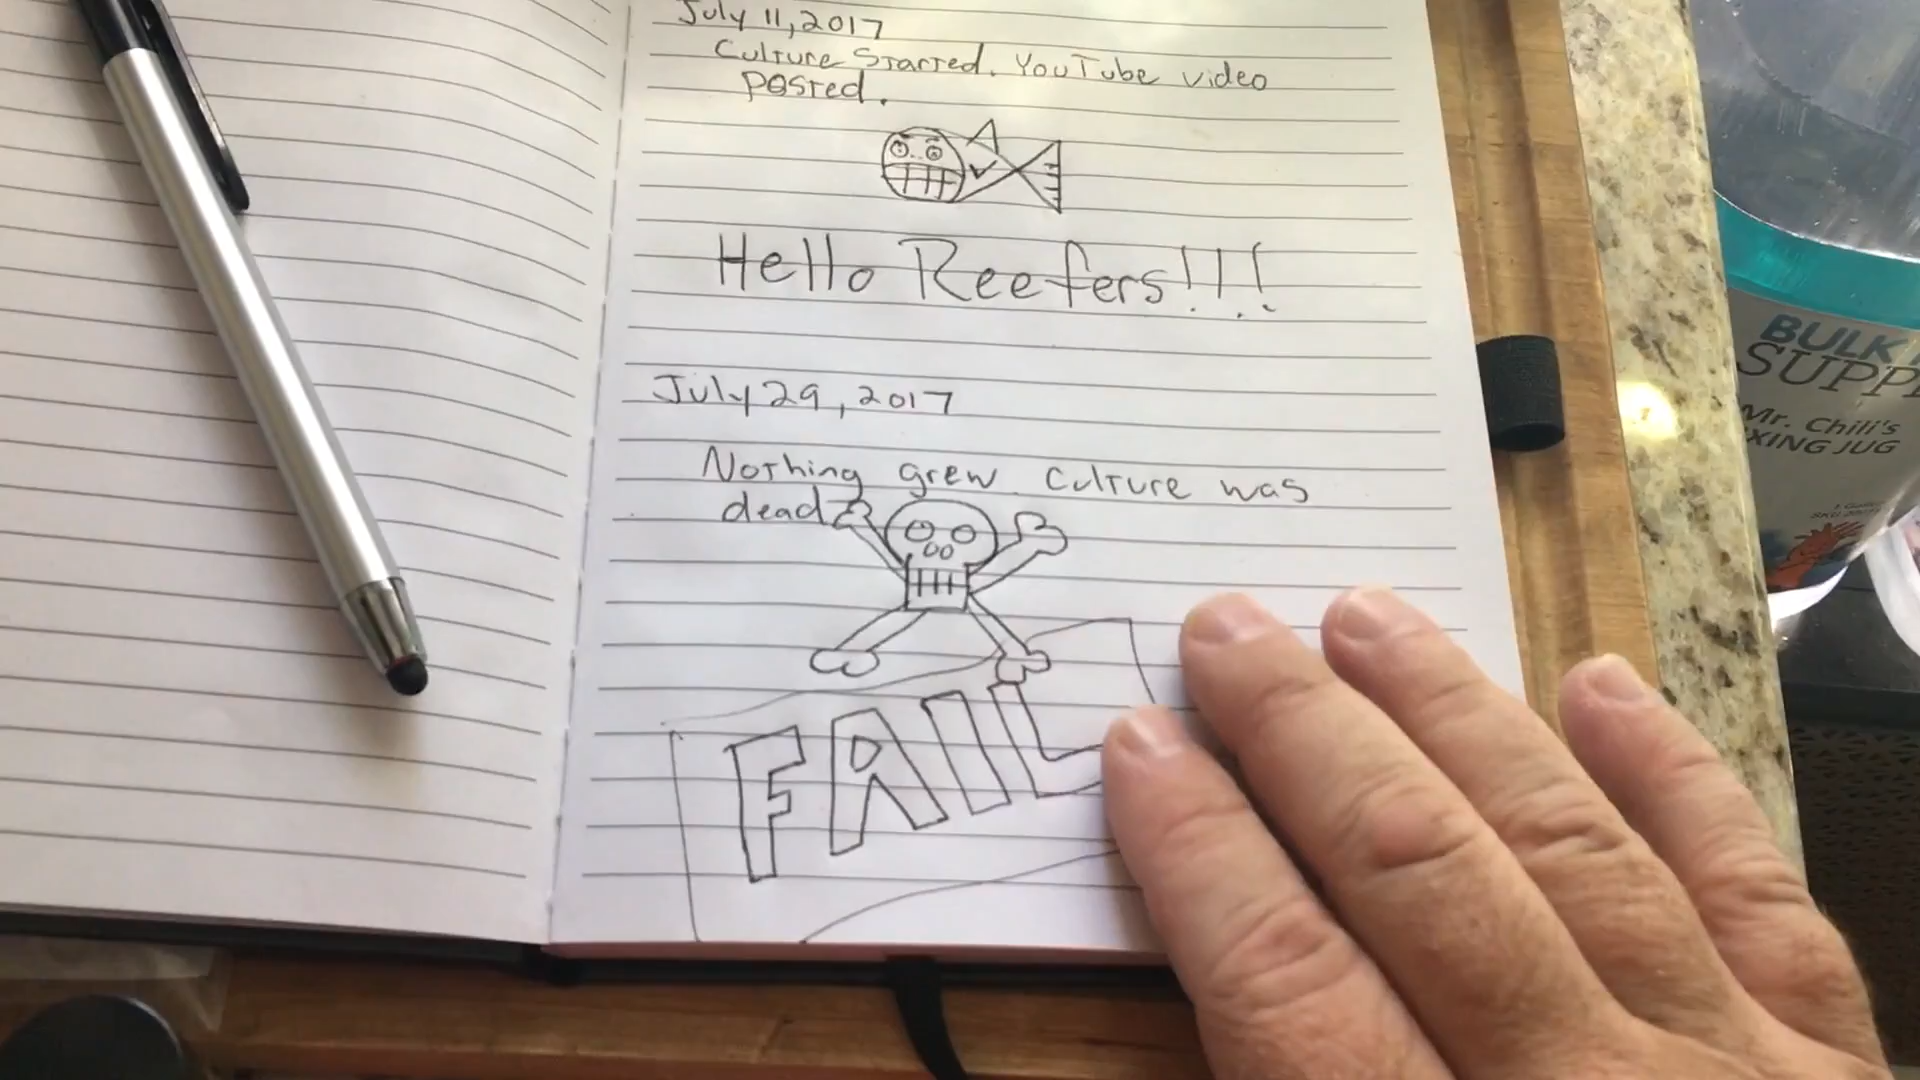 July 11, 2017
Culture Started. YouTube video
posted.
Hello Reefers!!!
July 29, 2017
Nothing grew. Culture was
dead
FAIL
BULK
SUPP
Mr. Chili's
XING JUG